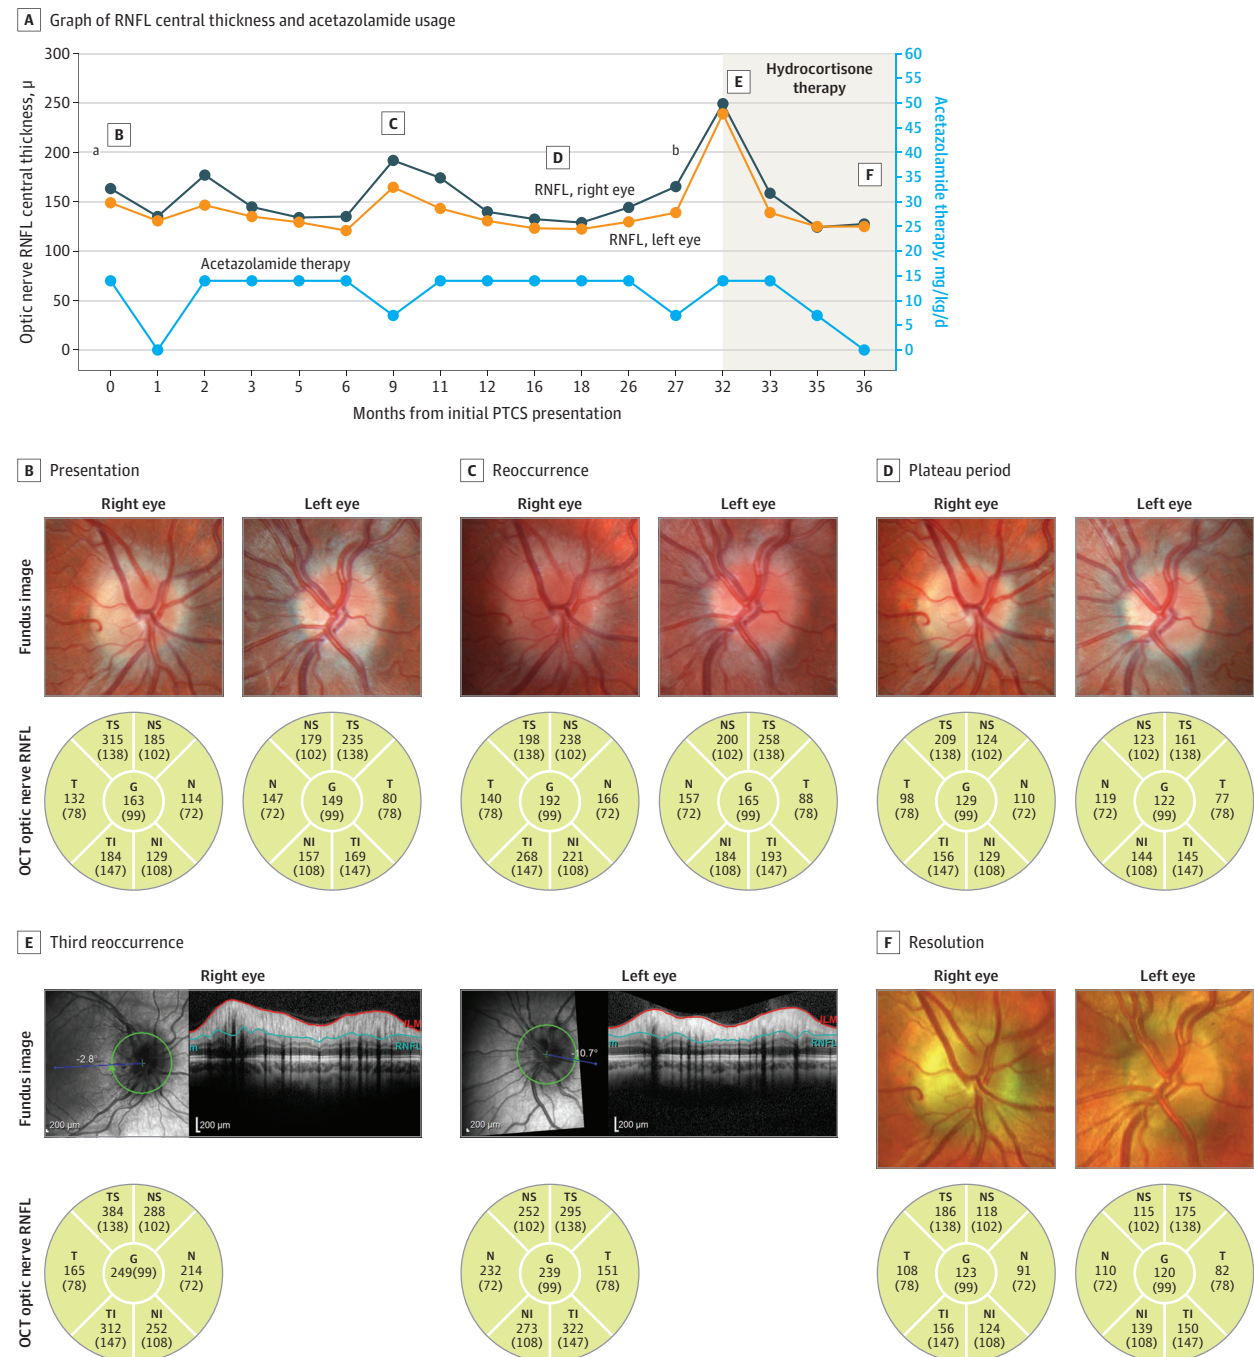 A Graph of RNFL central thickness and acetazolamide usage
Optic nerve RNFL central thickness, μ
300
250
200
150
100
50
0
60
55
50
45
40
35
30
25
20
15
10
5
0
Acetazolamide therapy, mg/kg/d
Hydrocortisone
therapy
B
C
D
E
F
a
b
RNFL, right eye
RNFL, left eye
Acetazolamide therapy
0 1 2 3 5 6 9 11 12 16 18 26 27 32 33 35 36
Months from initial PTCS presentation
B Presentation
Right eye Left eye
Fundus image
OCT optic nerve RNFL
TS 315 (138)
NS 185 (102)
T 132 (78)
G 163 (99)
N 114 (72)
TI 184 (147)
NI 129 (108)
NS 179 (102)
TS 235 (138)
N 147 (72)
G 149 (99)
T 80 (78)
NI 157 (108)
TI 169 (147)
C Reoccurrence
Right eye Left eye
TS 198 (138)
NS 238 (102)
T 140 (78)
G 192 (99)
N 166 (72)
TI 268 (147)
NI 221 (108)
NS 200 (102)
TS 258 (138)
N 157 (72)
G 165 (99)
T 88 (78)
NI 184 (108)
TI 193 (147)
D Plateau period
Right eye Left eye
TS 209 (138)
NS 124 (102)
T 98 (78)
G 129 (99)
N 110 (72)
TI 156 (147)
NI 129 (108)
NS 123 (102)
TS 161 (138)
N 119 (72)
G 122 (99)
T 77 (78)
NI 144 (108)
TI 145 (147)
E Third reoccurrence
Right eye Left eye
Fundus image
-2.8°
200 μm
200 μm
ILM
RNFL
-10.7°
200 μm
200 μm
ILM
RNFL
OCT optic nerve RNFL
TS 384 (138)
NS 288 (102)
T 165 (78)
G 249(99)
N 214 (72)
TI 312 (147)
NI 252 (108)
NS 252 (102)
TS 295 (138)
N 232 (72)
G 239 (99)
T 151 (78)
NI 273 (108)
TI 322 (147)
F Resolution
Right eye Left eye
TS 186 (138)
NS 118 (102)
T 108 (78)
G 123 (99)
N 91 (72)
TI 156 (147)
NI 124 (108)
NS 115 (102)
TS 175 (138)
N 110 (72)
G 120 (99)
T 82 (78)
NI 139 (108)
TI 150 (147)